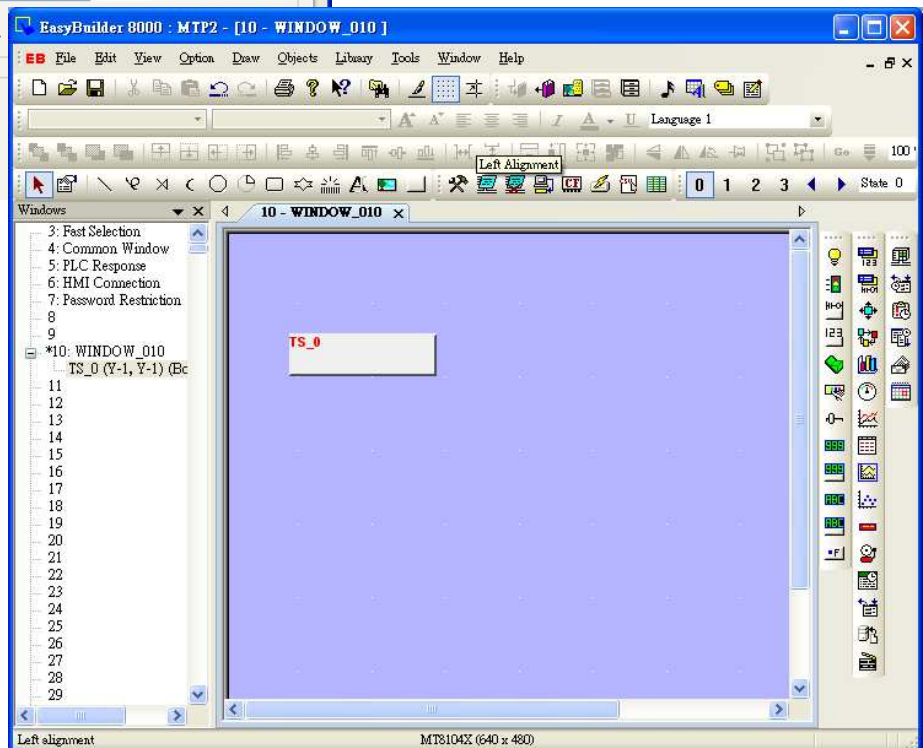 EasyBuilder 8000 : MTP2 - [10 - WINDOW_010 ]
EB File Edit View Option Draw Objects Library Tools Window Help
Language 1
Go 100
Left Alignment
0 1 2 3 State 0
Windows
10 - WINDOW_010
3: Fast Selection
4: Common Window
5: PLC Response
6: HMI Connection
7: Password Restriction
8
9
*10: WINDOW_010
TS_0 (Y-1, Y-1) (Bo
11
12
13
14
15
16
17
18
19
20
21
22
23
24
25
26
27
28
29
TS_0
Left alignment
MT8104X (640 x 480)